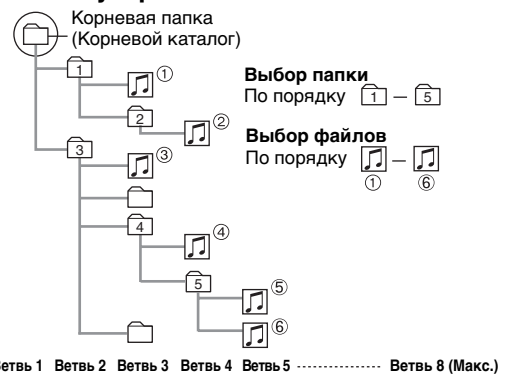 Корневая папка
(Корневой каталог)
1
①
Выбор папки
По порядку 1 – 5
2
②
Выбор файлов
По порядку –
① ⑥
3
③
4
④
5
⑤
⑥
Ветвь 2 Ветвь 3 Ветвь 4 Ветвь 5 --------------- Ветвь 8 (Макс.)